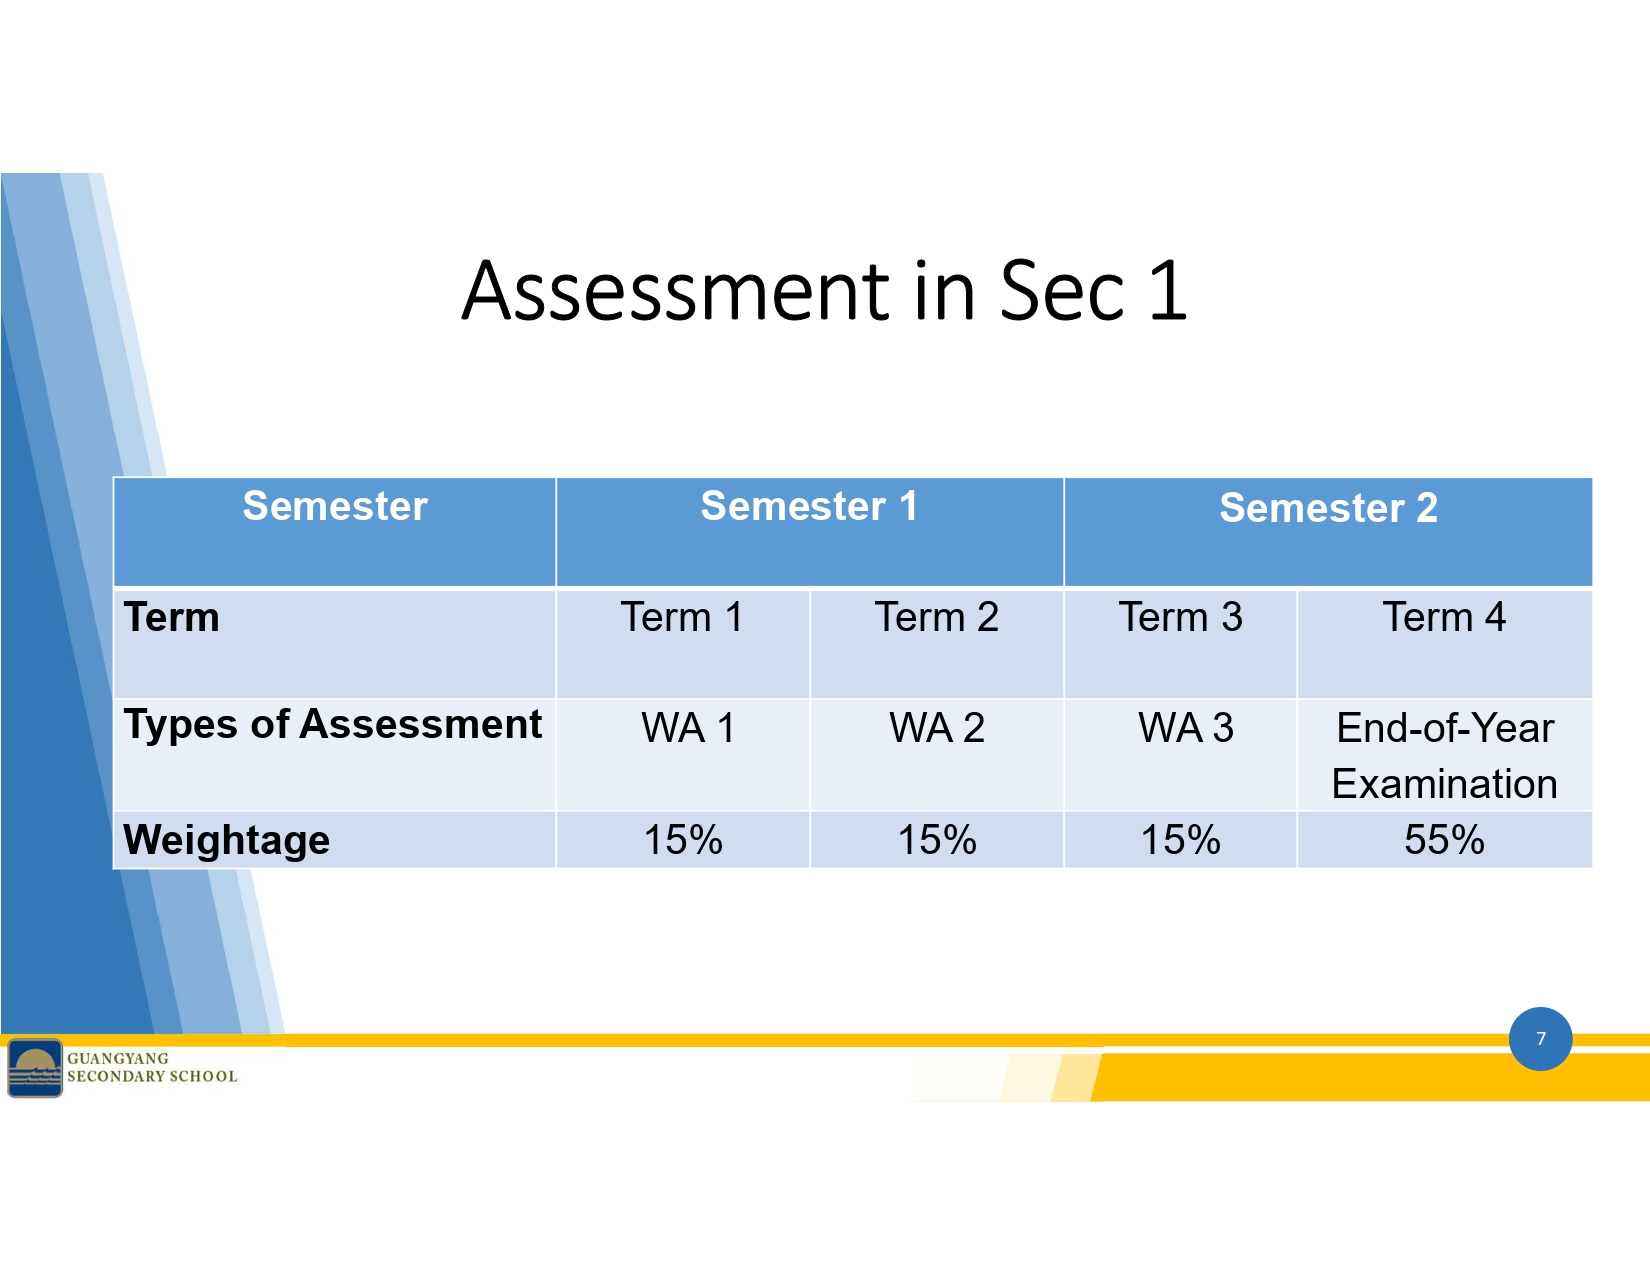 Assessment in Sec 1
Semester Semester 1 Semester 2
Term Term 1 Term 2 Term 3 Term 4
Types of Assessment WA 1 WA 2 WA 3 End-of-Year
Examination
Weightage 15% 15% 15% 55%
7
GUANGYANG
SECONDARY SCHOOL